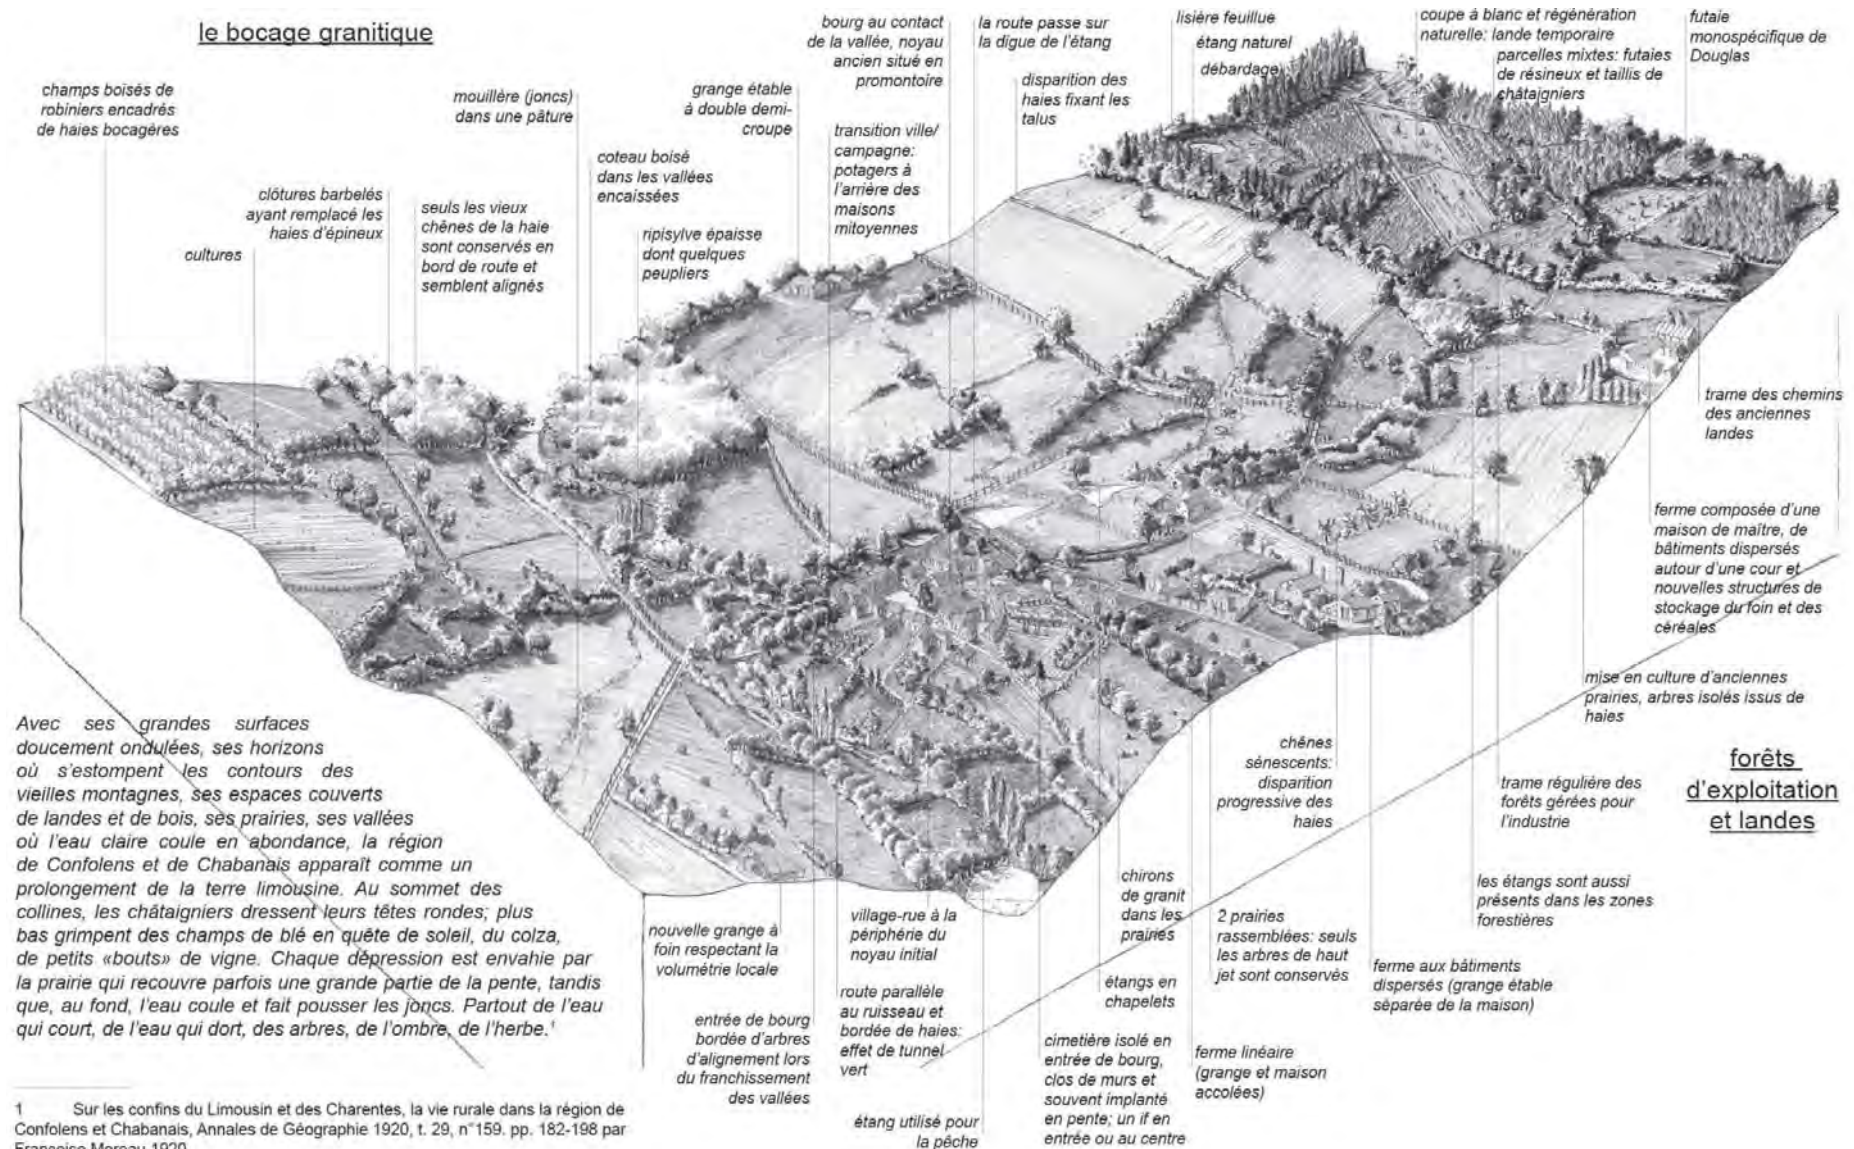 le bocage granitique
champs boisés de
robiniers encadrés
de haies bocagères
cultures
clôtures barbelés
ayant remplacé les
haies d'épineux
seuls les vieux
chênes de la haie
sont conservés en
bord de route et
semblent alignés
mouillère (joncs)
dans une pâture
coteau boisé
dans les vallées
encaissées
ripisylve épaisse
dont quelques
peupliers
grange étable
à double demi-
croupe
bourg au contact
de la vallée, noyau
ancien situé en
promontoire
transition ville/
campagne:
potagers à
l'arrière des
maisons
mitoyennes
la route passe sur
la digue de l'étang
disparition des
haies fixant les
talus
lisière feuillue
étang naturel
débardage
coupe à blanc et régénération
naturelle: lande temporaire
parcelles mixtes: futaies
de résineux et taillis de
châtaigniers
futaie
monospécifique de
Douglas
trame des chemins
des anciennes
landes
ferme composée d'une
maison de maître, de
bâtiments dispersés
autour d'une cour et
nouvelles structures de
stockage du foin et des
céréales
mise en culture d'anciennes
prairies, arbres isolés issus de
haies
forêts
d'exploitation
et landes
trame régulière des
forêts gérées pour
l'industrie
les étangs sont aussi
présents dans les zones
forestières
chênes
sénescents:
disparition
progressive des
haies
ferme aux bâtiments
dispersés (grange étable
séparée de la maison)
2 prairies
rassemblées: seuls
les arbres de haut
jet sont conservés
ferme linéaire
(grange et maison
accolées)
chirons
de granit
dans les
prairies
étangs en
chapelets
cimetière isolé en
entrée de bourg,
clos de murs et
souvent implanté
en pente; un if en
entrée ou au centre
étang utilisé pour
la pêche
village-rue à la
périphérie du
noyau initial
route parallèle
au ruisseau et
bordée de haies:
effet de tunnel
vert
nouvelle grange à
foin respectant la
volumétrie locale
entrée de bourg
bordée d'arbres
d'alignement lors
du franchissement
des vallées
Avec ses grandes surfaces
doucement ondulées, ses horizons
où s'estompent les contours des
vieilles montagnes, ses espaces couverts
de landes et de bois, ses prairies, ses vallées
où l'eau claire coule en abondance, la région
de Confolens et de Chabanais apparaît comme un
prolongement de la terre limousine. Au sommet des
collines, les châtaigniers dressent leurs têtes rondes; plus
bas grimpent des champs de blé en quête de soleil, du colza,
de petits «bouts» de vigne. Chaque dépression est envahie par
la prairie qui recouvre parfois une grande partie de la pente, tandis
que, au fond, l'eau coule et fait pousser les joncs. Partout de l'eau
qui court, de l'eau qui dort, des arbres, de l'ombre, de l'herbe.¹
1 Sur les confins du Limousin et des Charentes, la vie rurale dans la région de
Confolens et Chabanais, Annales de Géographie 1920, t. 29, n°159. pp. 182-198 par
Françoise Moreau 1920